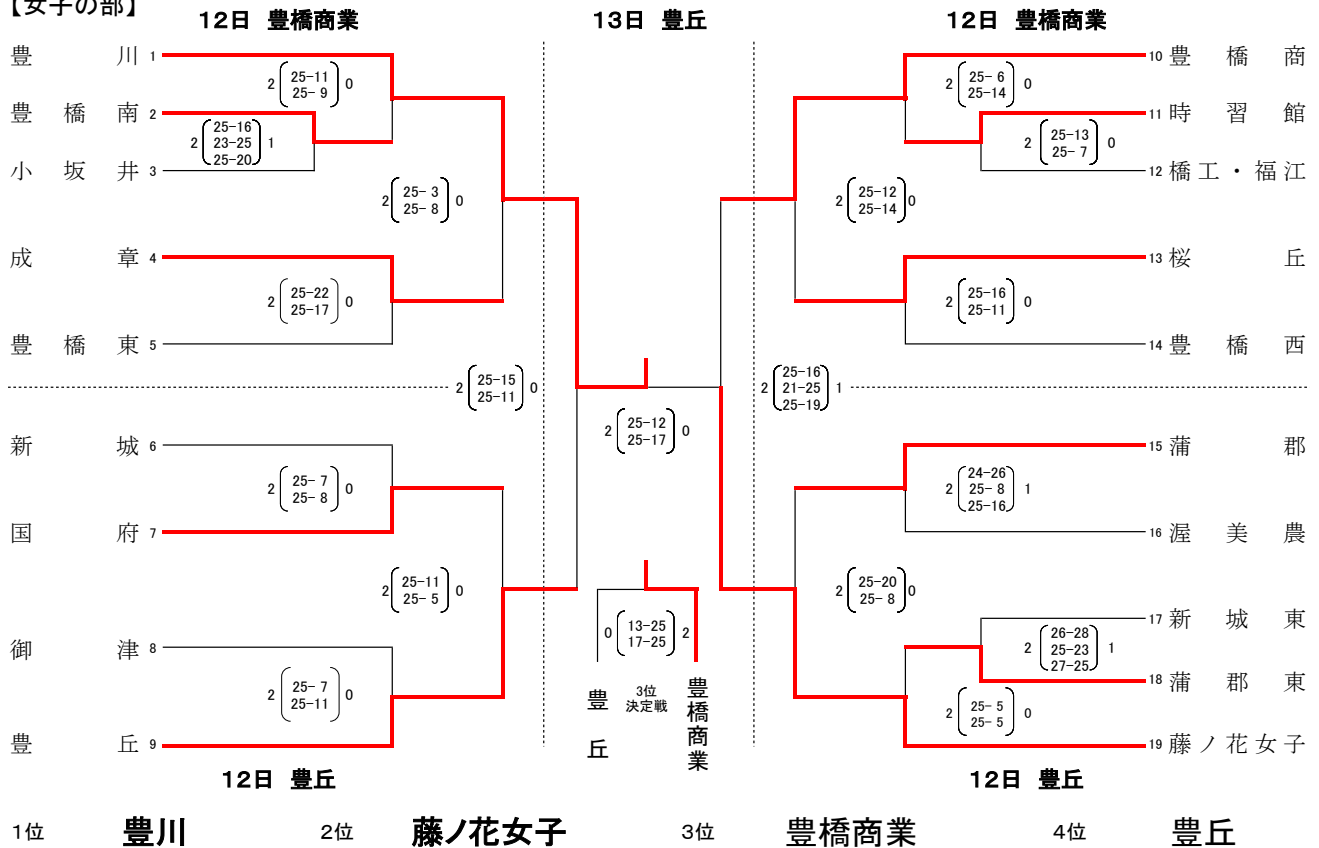 【女子の部】
12日 豊橋商業
13日 豊丘
12日 豊橋商業
豊川 1
豊橋南 2
小坂井 3
成章 4
豊橋東 5
新城 6
国府 7
御津 8
豊丘 9
2 25-11 0
25- 9
2 25-16 1
23-25
25-20
2 25- 3 0
25- 8
2 25-22 0
25-17
2 25-15 0
25-11
2 25- 7 0
25- 8
2 25-11 0
25- 5
2 25- 7 0
25-11
2 25-12 0
25-17
0 13-25 2
17-25
豊丘
3位
決定戦
豊橋商業
10 豊橋商
11 時習館
12 橋工・福江
13 桜丘
14 豊橋西
15 蒲郡
16 渥美農
17 新城東
18 蒲郡東
19 藤ノ花女子
2 25- 6 0
25-14
2 25-13 0
25- 7
2 25-12 0
25-14
2 25-16 0
25-11
2 25-16 1
21-25
25-19
2 24-26 1
25- 8
25-16
2 25-20 0
25- 8
2 26-28 1
25-23
27-25
2 25- 5 0
25- 5
12日 豊丘
12日 豊丘
1位 豊川 2位 藤ノ花女子 3位 豊橋商業 4位 豊丘